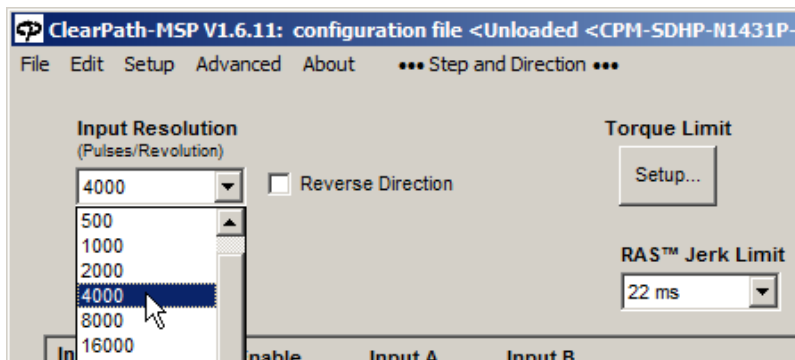 ClearPath-MSP V1.6.11: configuration file <Unloaded <CPM-SDHP-N1431P-
File Edit Setup Advanced About ••• Step and Direction •••
Input Resolution
(Pulses/Revolution)
4000
Reverse Direction
500
1000
2000
4000
8000
16000
Torque Limit
Setup...
RAS™ Jerk Limit
22 ms
Input A
Input B